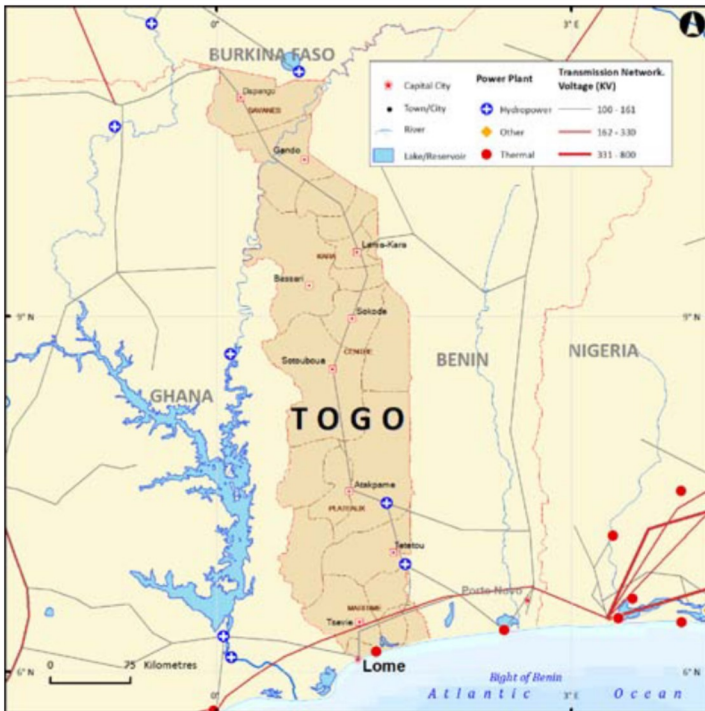 0°
3° E
BURKINA FASO
Dapango
SAVANES
Gando
Capital City
Town/City
River
Lake/Reservoir
Power Plant
Hydropower
Other
Thermal
Transmission Network.
Voltage (KV)
100 - 161
162 - 330
331 - 800
Lama-Kara
KARA
Bassari
9° N
Sokode
9° N
CENTRE
Sotouboua
BENIN
NIGERIA
GHANA
TOGO
Atakpame
PLATEAUX
Tetetou
Porto Novo
MARITIME
Tsevie
0
75
Kilometres
Lome
6° N
6° N
Bight of Benin
Atlantic Ocean
0°
3° E